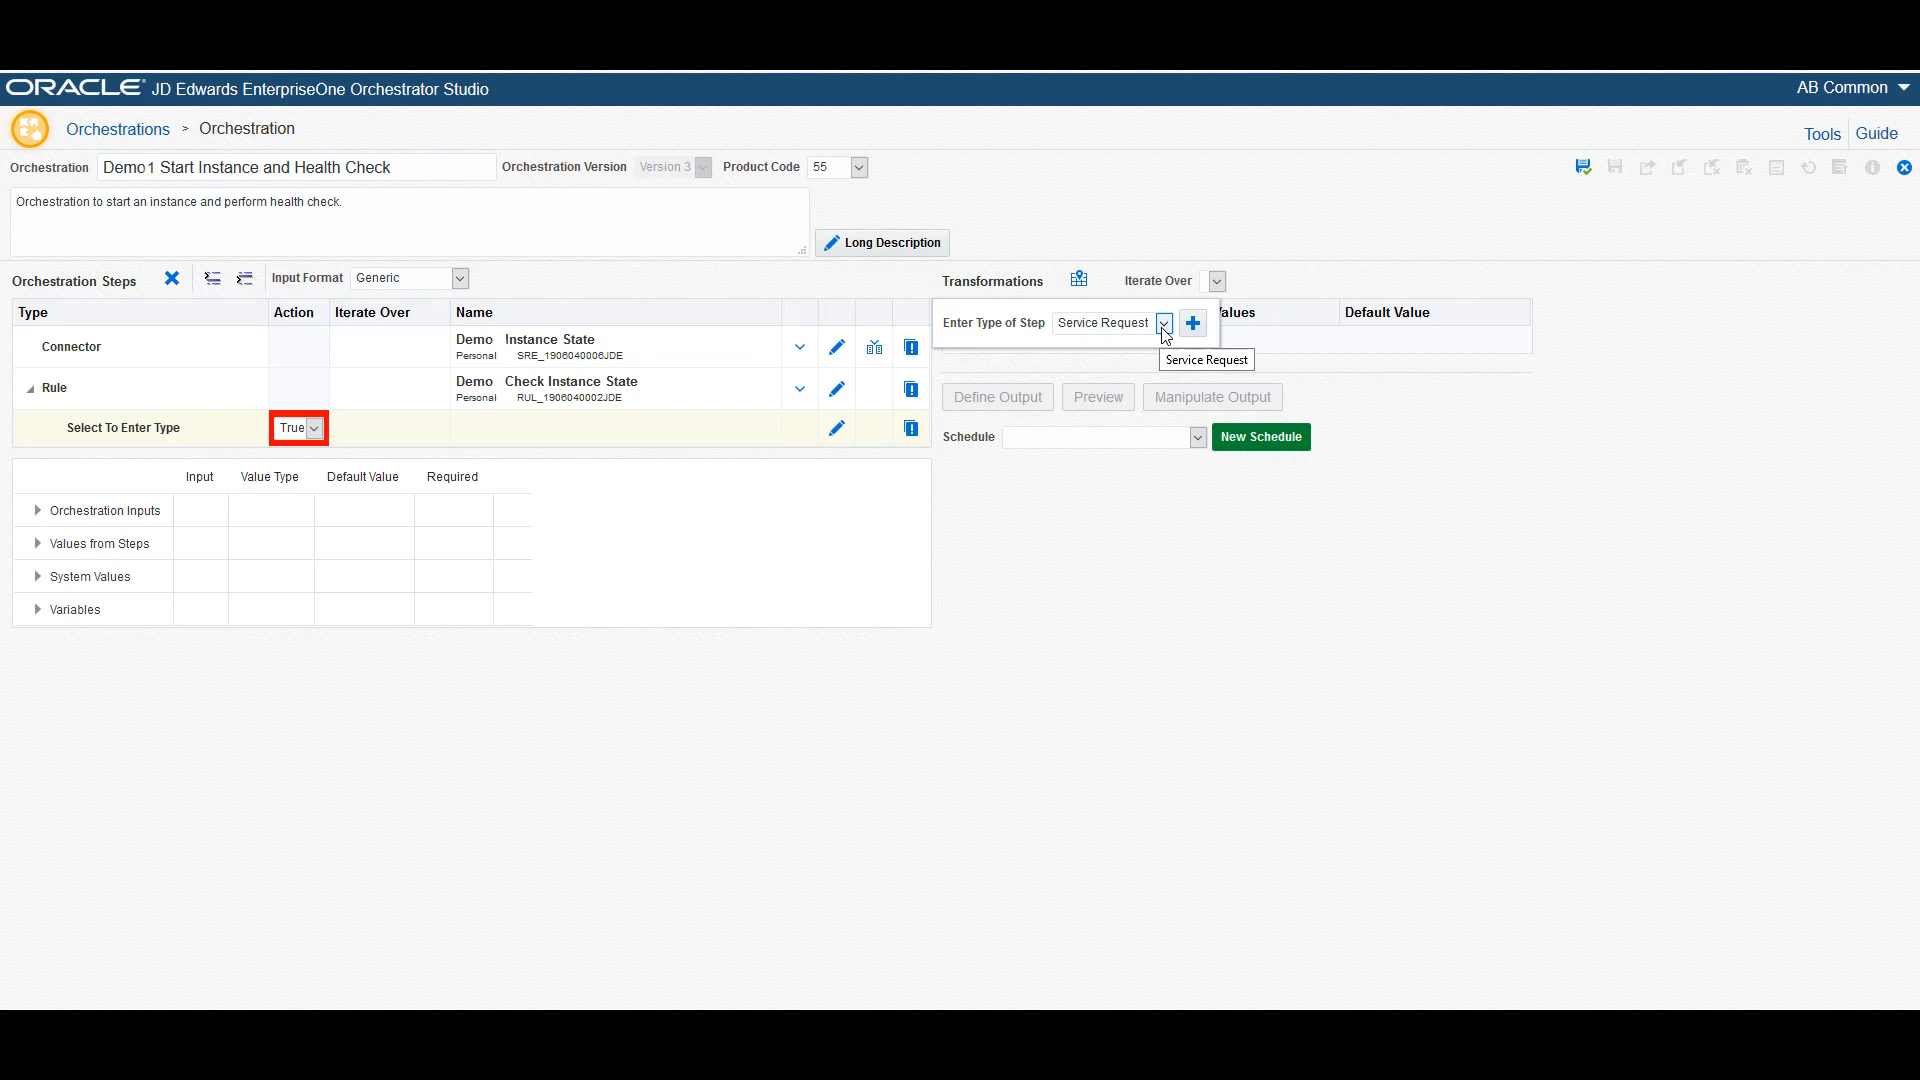 ORACLE JD Edwards EnterpriseOne Orchestrator Studio
AB Common
Orchestrations > Orchestration
Tools Guide
Orchestration Demo1 Start Instance and Health Check Orchestration Version Version 3 Product Code 55
Orchestration to start an instance and perform health check.
Long Description
Orchestration Steps Input Format Generic
Transformations Iterate Over
Type Action Iterate Over Name
alues Default Value
Enter Type of Step Service Request
Service Request
Connector Demo Instance State
Personal SRE_1906040006JDE
Rule Demo Check Instance State
Personal RUL_1906040002JDE
Select To Enter Type True
Define Output Preview Manipulate Output
Schedule New Schedule
Input Value Type Default Value Required
Orchestration Inputs
Values from Steps
System Values
Variables